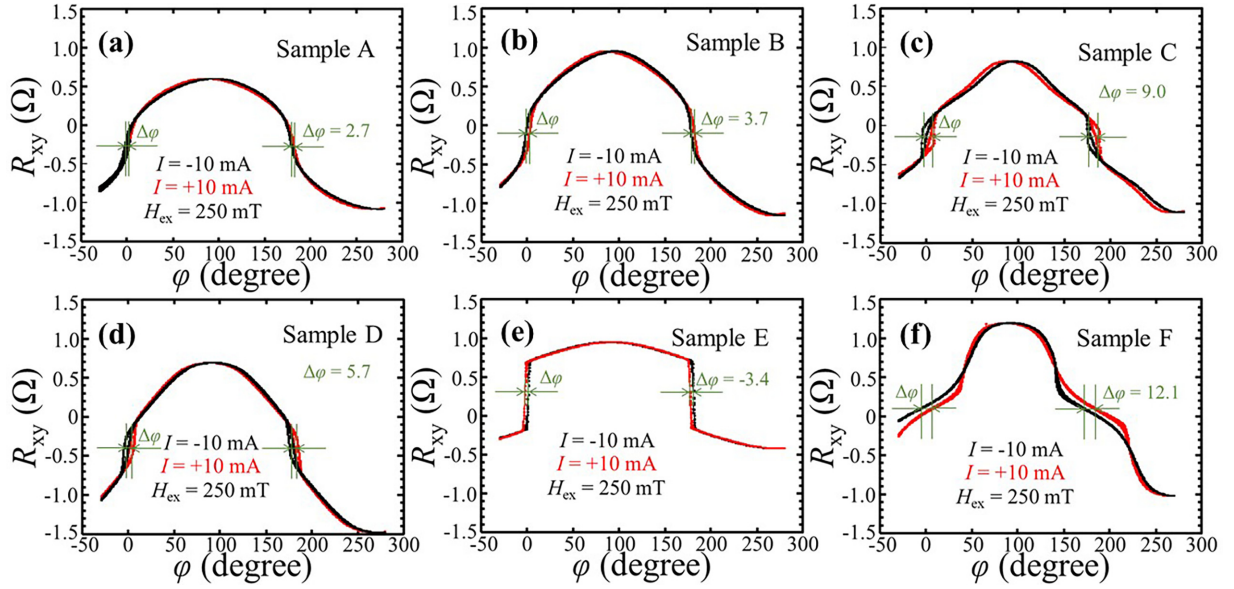 (a)
Sample A
Rxy (Ω)
1.5
1.0
0.5
0
-0.5
-1.0
-1.5
Δφ
Δφ = 2.7
I = -10 mA
I = +10 mA
Hex = 250 mT
-50 0 50 100 150 200 250 300
φ (degree)
(b)
Sample B
Rxy (Ω)
1.5
1.0
0.5
0
-0.5
-1.0
-1.5
Δφ
Δφ = 3.7
I = -10 mA
I = +10 mA
Hex = 250 mT
-50 0 50 100 150 200 250 300
φ (degree)
(c)
Sample C
Rxy (Ω)
1.5
1.0
0.5
0
-0.5
-1.0
-1.5
Δφ
Δφ = 9.0
I = -10 mA
I = +10 mA
Hex = 250 mT
-50 0 50 100 150 200 250 300
φ (degree)
(d)
Sample D
Rxy (Ω)
1.5
1.0
0.5
0
-0.5
-1.0
-1.5
Δφ = 5.7
Δφ
I = -10 mA
I = +10 mA
Hex = 250 mT
-50 0 50 100 150 200 250 300
φ (degree)
(e)
Sample E
Rxy (Ω)
1.5
1.0
0.5
0
-0.5
-1.0
-1.5
Δφ
Δφ = -3.4
I = -10 mA
I = +10 mA
Hex = 250 mT
-50 0 50 100 150 200 250 300
φ (degree)
(f)
Sample F
Rxy (Ω)
1.5
1.0
0.5
0
-0.5
-1.0
-1.5
Δφ
Δφ = 12.1
I = -10 mA
I = +10 mA
Hex = 250 mT
-50 0 50 100 150 200 250 300
φ (degree)